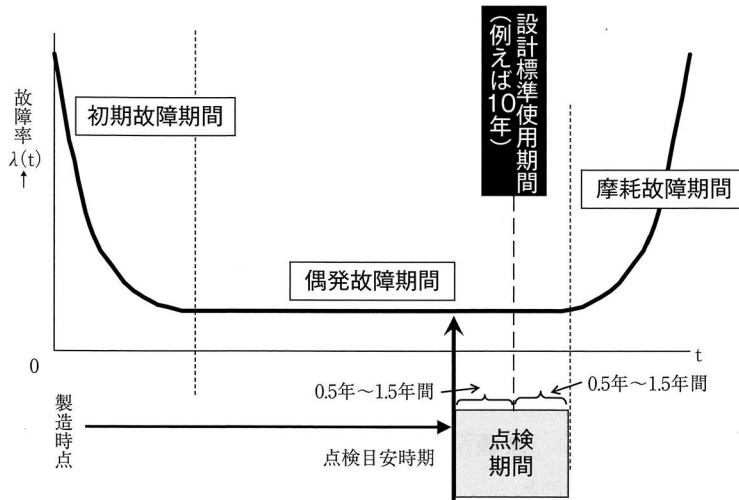 設計標準使用期間
(例えば10年)
故障率
λ(t)
初期故障期間
摩耗故障期間
偶発故障期間
0
t
0.5年～1.5年間
0.5年～1.5年間
製造時点
点検目安時期
点検
期間